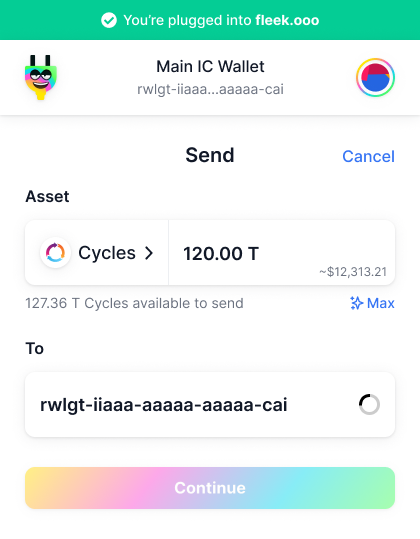 You're plugged into fleek.ooo
Main IC Wallet
rwlgt-iiaaa...aaaaa-cai
Send
Cancel
Asset
Cycles
120.00 T
~$12,313.21
127.36 T Cycles available to send
Max
To
rwlgt-iiaaa-aaaaa-aaaaa-cai
Continue